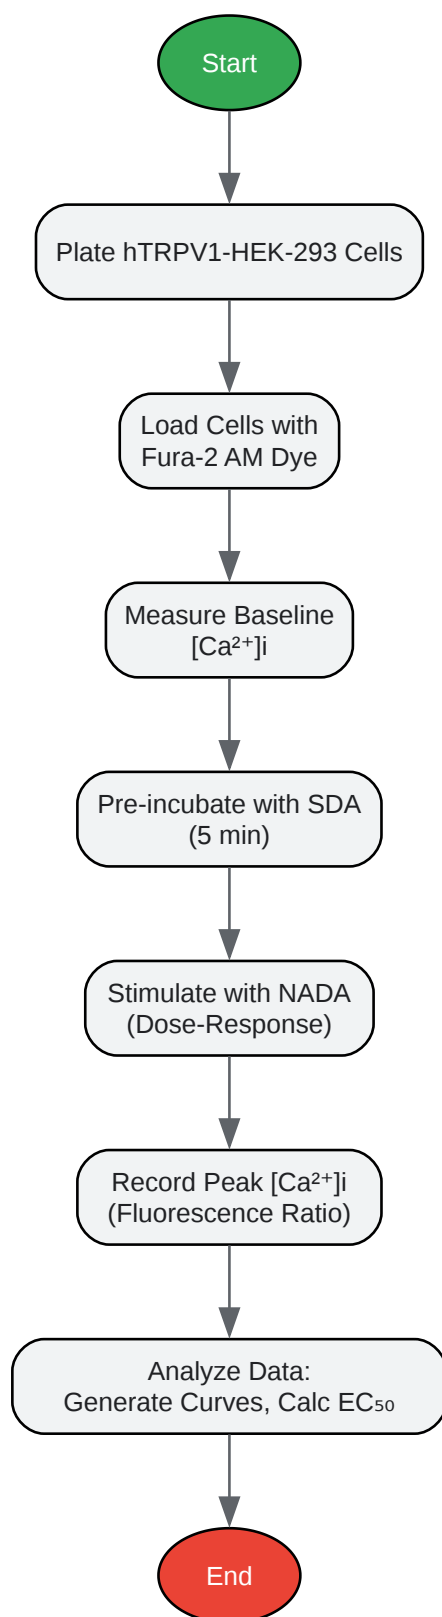 Start
Plate hTRPV1-HEK-293 Cells
Load Cells with
Fura-2 AM Dye
Measure Baseline
[Ca²⁺]i
Pre-incubate with SDA
(5 min)
Stimulate with NADA
(Dose-Response)
Record Peak [Ca²⁺]i
(Fluorescence Ratio)
Analyze Data:
Generate Curves, Calc EC₅₀
End